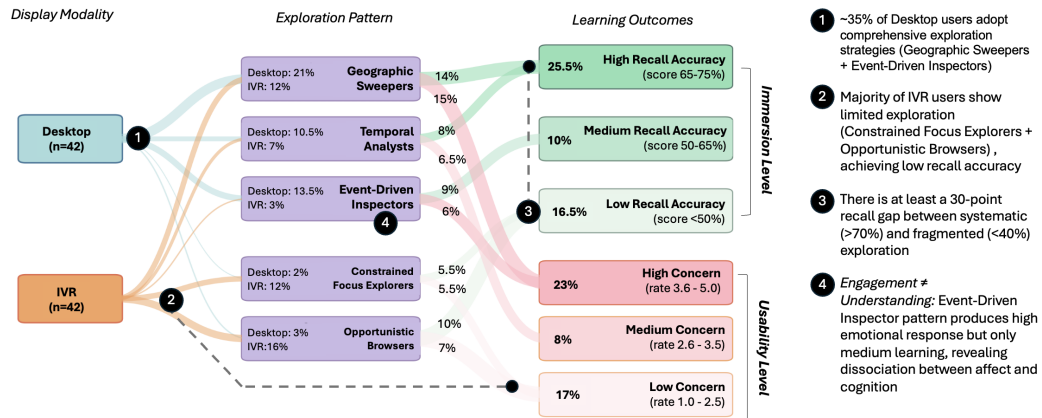 Display Modality
Exploration Pattern
Learning Outcomes
Desktop
(n=42)
IVR
(n=42)
1
2
Desktop: 21%
IVR: 12%
Geographic
Sweepers
Desktop: 10.5%
IVR: 7%
Temporal
Analysts
Desktop: 13.5%
IVR: 3%
Event-Driven
Inspectors
4
Desktop: 2%
IVR: 12%
Constrained
Focus Explorers
Desktop: 3%
IVR:16%
Opportunistic
Browsers
14%
15%
8%
6.5%
9%
6%
5.5%
5.5%
10%
7%
25.5%
High Recall Accuracy
(score 65-75%)
10%
Medium Recall Accuracy
(score 50-65%)
3
16.5%
Low Recall Accuracy
(score <50%)
23%
High Concern
(rate 3.6 - 5.0)
8%
Medium Concern
(rate 2.6 - 3.5)
17%
Low Concern
(rate 1.0 - 2.5)
Immersion Level
Usability Level
1
~35% of Desktop users adopt
comprehensive exploration
strategies (Geographic Sweepers
+ Event-Driven Inspectors)
2
Majority of IVR users show
limited exploration
(Constrained Focus Explorers +
Opportunistic Browsers) ,
achieving low recall accuracy
3
There is at least a 30-point
recall gap between systematic
(>70%) and fragmented (<40%)
exploration
4
Engagement ≠
Understanding: Event-Driven
Inspector pattern produces high
emotional response but only
medium learning, revealing
dissociation between affect and
cognition